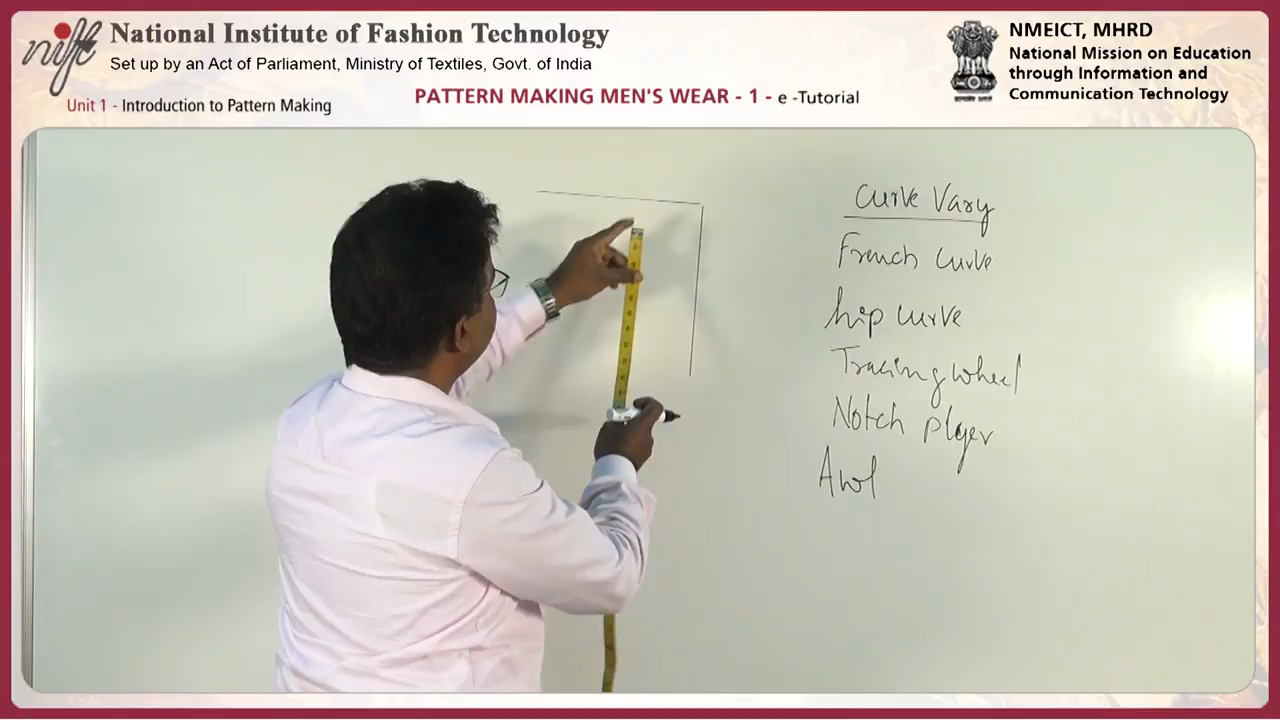 nift
National Institute of Fashion Technology
Set up by an Act of Parliament, Ministry of Textiles, Govt. of India
Unit 1 - Introduction to Pattern Making
PATTERN MAKING MEN'S WEAR - 1 - e -Tutorial
NMEICT, MHRD
National Mission on Education
through Information and
Communication Technology
Curve Vary
French curve
hip curve
Tracing wheel
Notch plyer
Awl